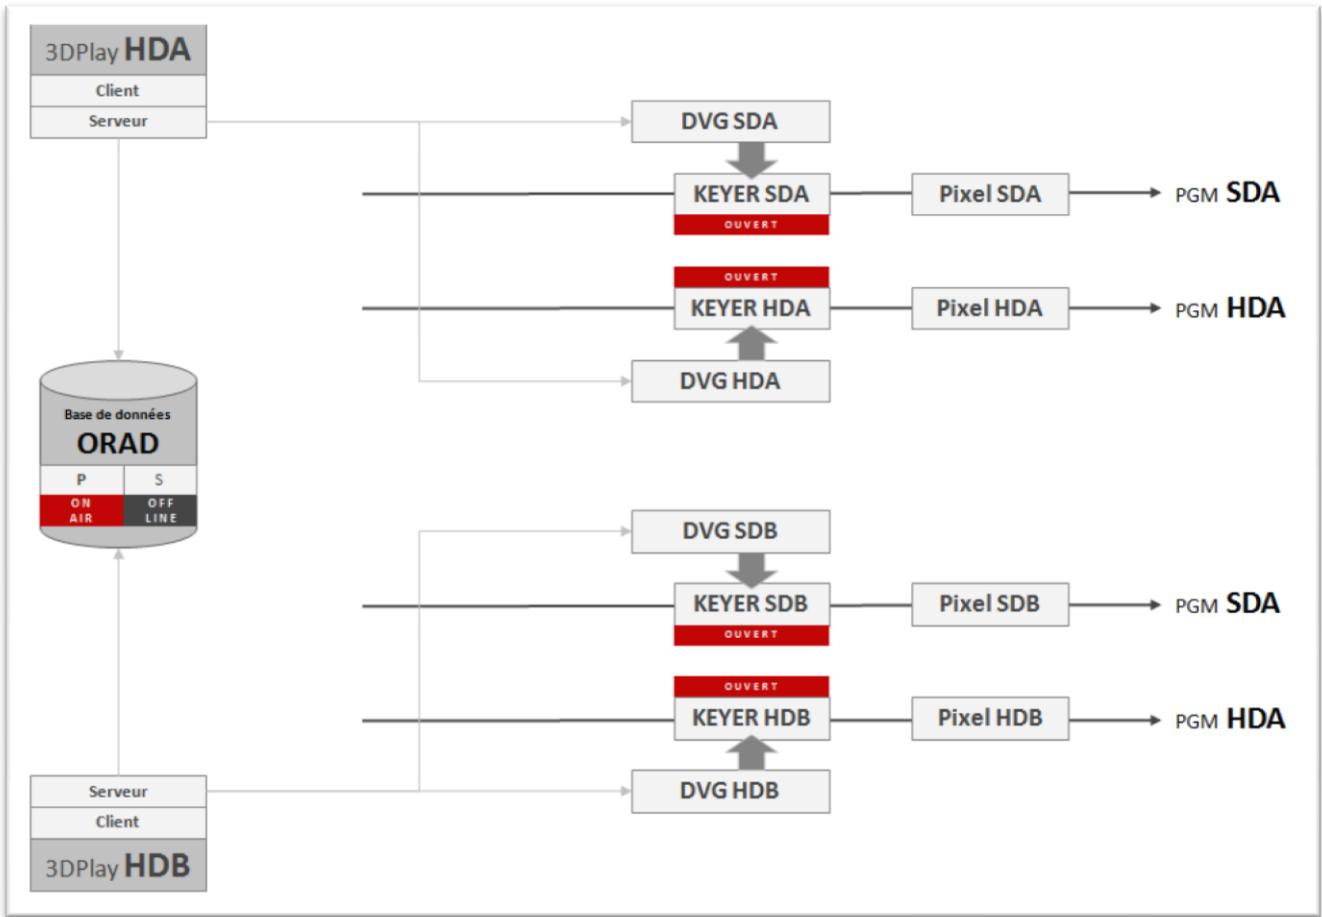 3DPlay HDA
Client
Serveur
DVG SDA
KEYER SDA
OUVERT
Pixel SDA
PGM SDA
OUVERT
KEYER HDA
Pixel HDA
PGM HDA
DVG HDA
Base de données
ORAD
P
S
ON
AIR
OFF
LINE
DVG SDB
KEYER SDB
OUVERT
Pixel SDB
PGM SDA
OUVERT
KEYER HDB
Pixel HDB
PGM HDA
DVG HDB
Serveur
Client
3DPlay HDB